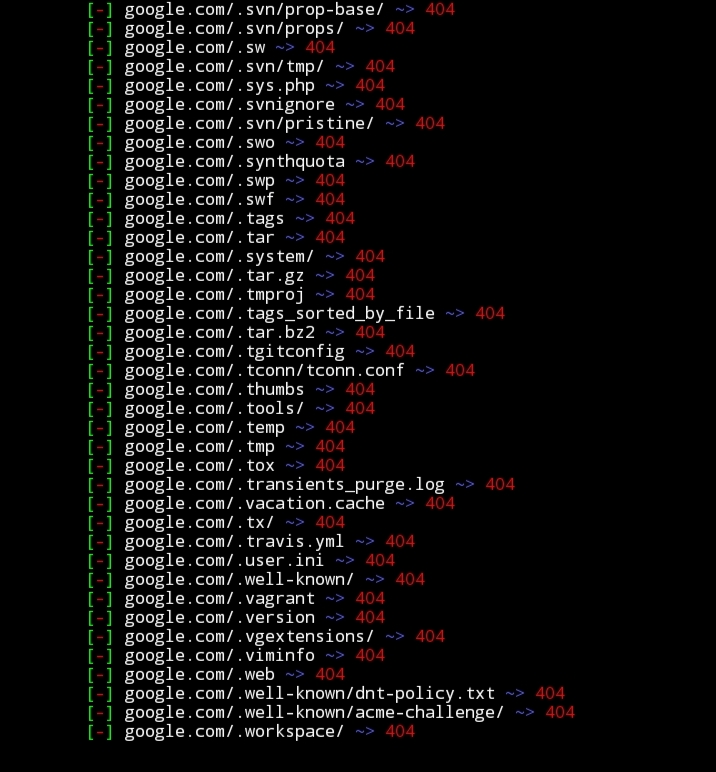 [-] google.com/.svn/prop-base/ ~> 404
[-] google.com/.svn/props/ ~> 404
[-] google.com/.sw ~> 404
[-] google.com/.svn/tmp/ ~> 404
[-] google.com/.sys.php ~> 404
[-] google.com/.svnignore ~> 404
[-] google.com/.svn/pristine/ ~> 404
[-] google.com/.swo ~> 404
[-] google.com/.synthquota ~> 404
[-] google.com/.swp ~> 404
[-] google.com/.swf ~> 404
[-] google.com/.tags ~> 404
[-] google.com/.tar ~> 404
[-] google.com/.system/ ~> 404
[-] google.com/.tar.gz ~> 404
[-] google.com/.tmproj ~> 404
[-] google.com/.tags_sorted_by_file ~> 404
[-] google.com/.tar.bz2 ~> 404
[-] google.com/.tgitconfig ~> 404
[-] google.com/.tconn/tconn.conf ~> 404
[-] google.com/.thumbs ~> 404
[-] google.com/.tools/ ~> 404
[-] google.com/.temp ~> 404
[-] google.com/.tmp ~> 404
[-] google.com/.tox ~> 404
[-] google.com/.transients_purge.log ~> 404
[-] google.com/.vacation.cache ~> 404
[-] google.com/.tx/ ~> 404
[-] google.com/.travis.yml ~> 404
[-] google.com/.user.ini ~> 404
[-] google.com/.well-known/ ~> 404
[-] google.com/.vagrant ~> 404
[-] google.com/.version ~> 404
[-] google.com/.vgextensions/ ~> 404
[-] google.com/.viminfo ~> 404
[-] google.com/.web ~> 404
[-] google.com/.well-known/dnt-policy.txt ~> 404
[-] google.com/.well-known/acme-challenge/ ~> 404
[-] google.com/.workspace/ ~> 404